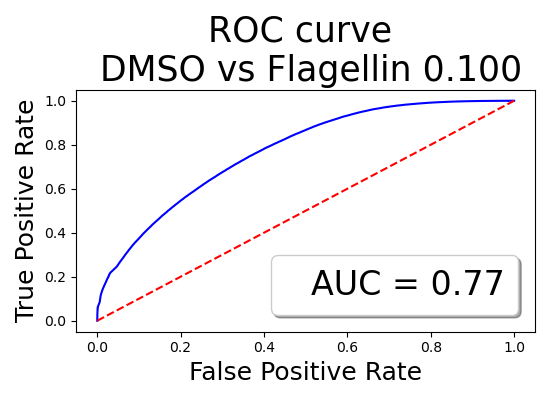 ROC curve
DMSO vs Flagellin 0.100
True Positive Rate
1.0
0.8
0.6
0.4
0.2
0.0
AUC = 0.77
0.0 0.2 0.4 0.6 0.8 1.0
False Positive Rate